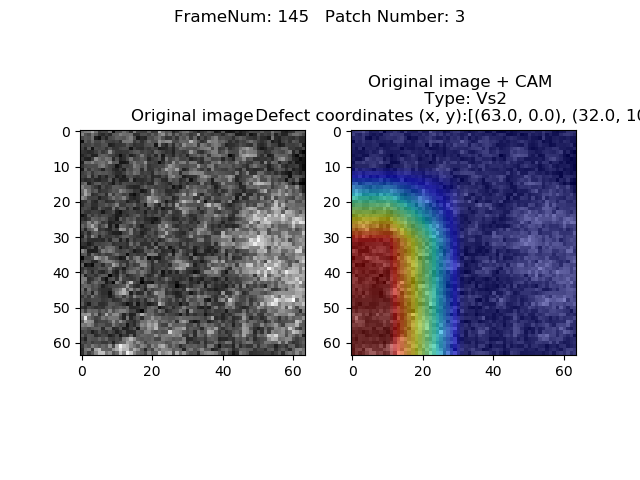 FrameNum: 145   Patch Number: 3
Original image + CAM
Type: Vs2
Original image Defect coordinates (x, y):[(63.0, 0.0), (32.0, 10
0
10
20
30
40
50
60
0 20 40 60
0
10
20
30
40
50
60
0 20 40 60